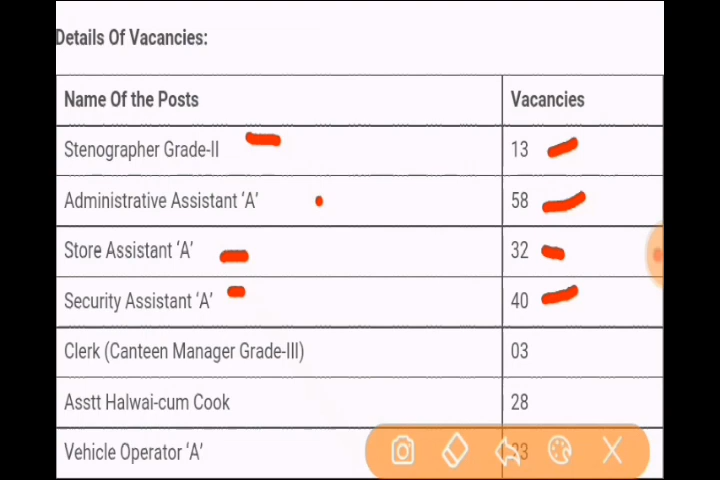 Details Of Vacancies:
Name Of the Posts Vacancies
Stenographer Grade-II 13
Administrative Assistant ‘A’ 58
Store Assistant ‘A’ 32
Security Assistant ‘A’ 40
Clerk (Canteen Manager Grade-III) 03
Asstt Halwai-cum Cook 28
Vehicle Operator ‘A’